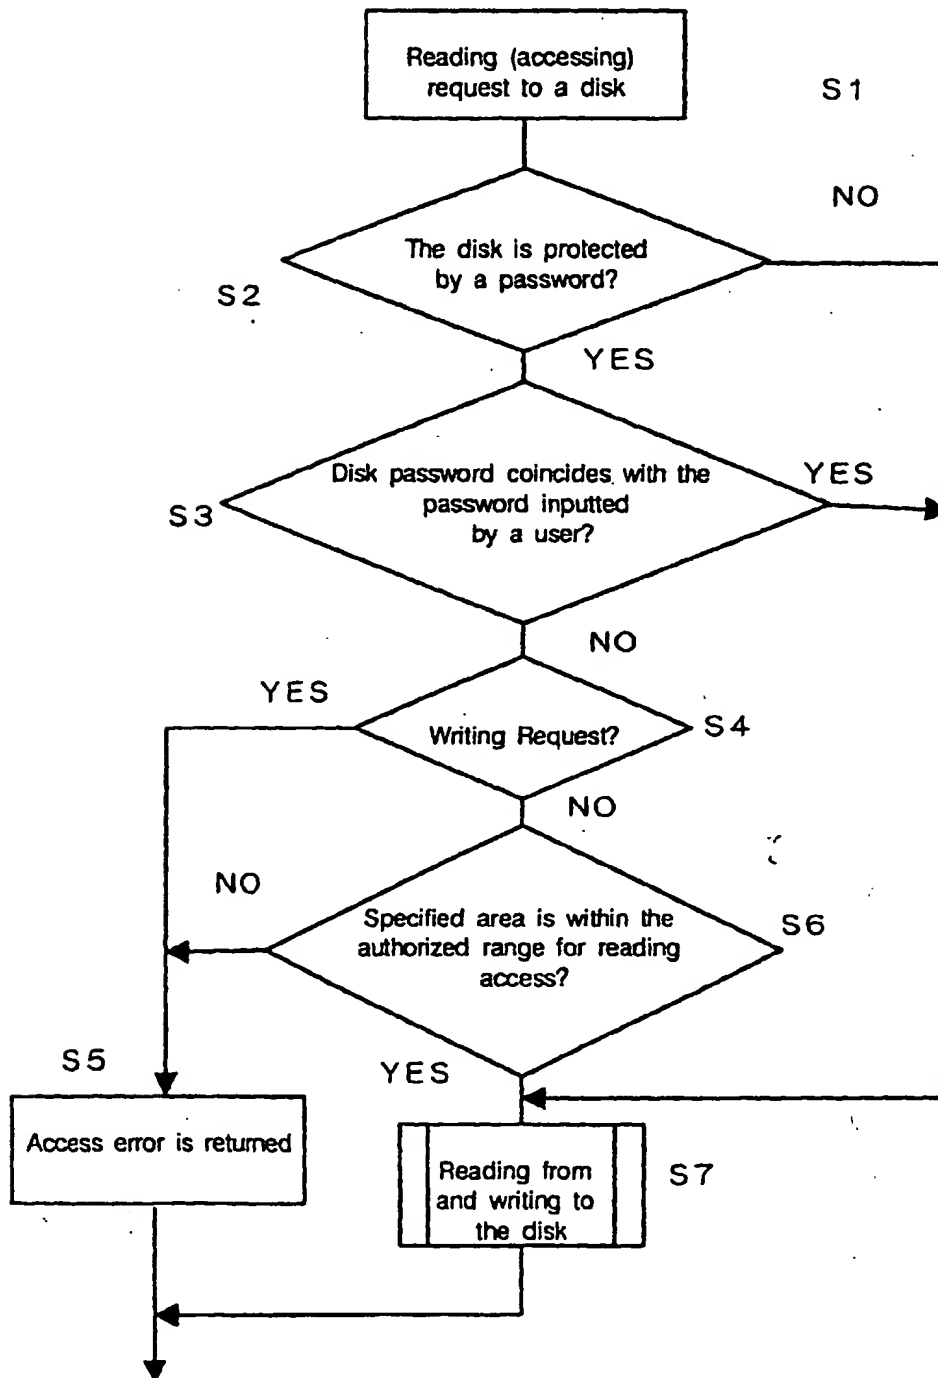 Reading (accessing)
request to a disk
S1
NO
The disk is protected
by a password?
S2
YES
Disk password coincides with the
password inputted
by a user?
YES
S3
NO
YES
Writing Request?
S4
NO
NO
Specified area is within the
authorized range for reading
access?
S6
S5
YES
Access error is returned
Reading from
and writing to
the disk
S7